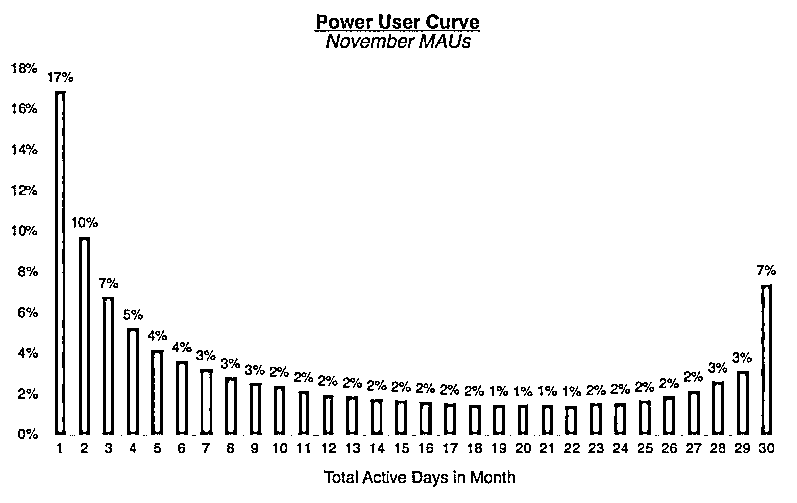 Power User Curve
November MAUs
18%
16%
14%
12%
10%
8%
6%
4%
2%
0%
17% 10% 7% 5% 4% 4% 3% 3% 3% 2% 2% 2% 2% 2% 2% 2% 2% 2% 1% 1% 1% 1% 2% 2% 2% 2% 2% 3% 3% 7%
1 2 3 4 5 6 7 8 9 10 11 12 13 14 15 16 17 18 19 20 21 22 23 24 25 26 27 28 29 30
Total Active Days in Month